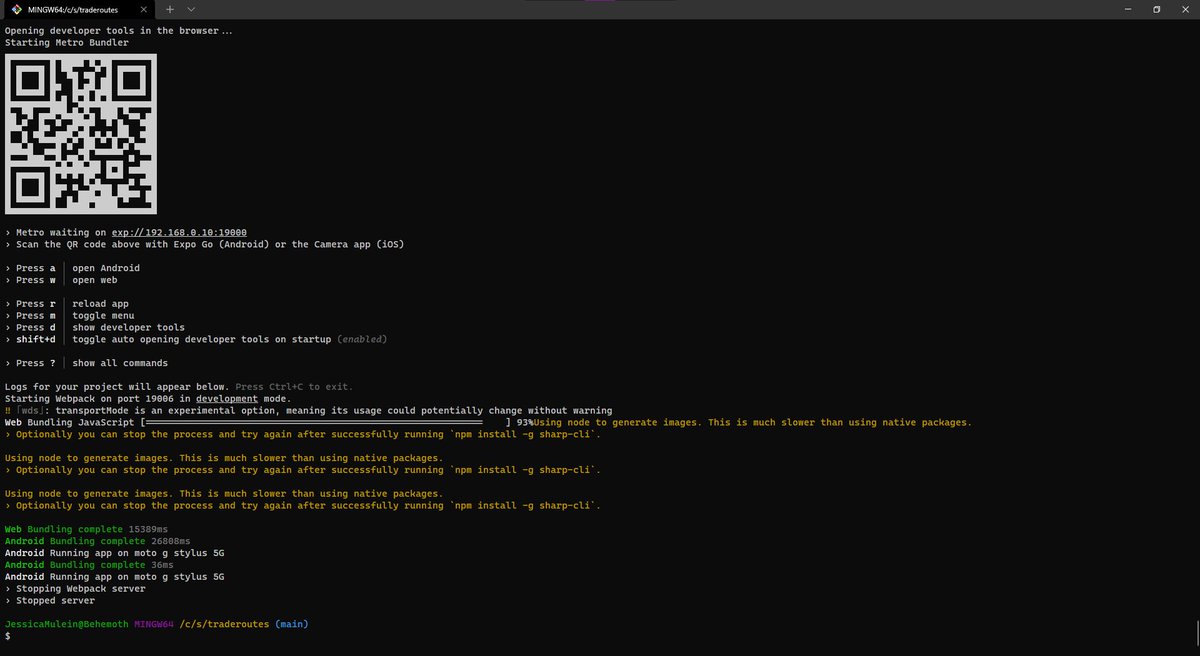 MINGW64:/c/s/traderoutes
Opening developer tools in the browser...
Starting Metro Bundler
› Metro waiting on exp://192.168.0.10:19000
› Scan the QR code above with Expo Go (Android) or the Camera app (iOS)
› Press a │ open Android
› Press w │ open web
› Press r │ reload app
› Press m │ toggle menu
› Press d │ show developer tools
› shift+d │ toggle auto opening developer tools on startup (enabled)
› Press ? │ show all commands
Logs for your project will appear below. Press Ctrl+C to exit.
Starting Webpack on port 19006 in development mode.
‼ ｢wds｣: transportMode is an experimental option, meaning its usage could potentially change without warning
Web Bundling JavaScript [============================================================    ] 93%Using node to generate images. This is much slower than using native packages.
› Optionally you can stop the process and try again after successfully running `npm install -g sharp-cli`.
Using node to generate images. This is much slower than using native packages.
› Optionally you can stop the process and try again after successfully running `npm install -g sharp-cli`.
Using node to generate images. This is much slower than using native packages.
› Optionally you can stop the process and try again after successfully running `npm install -g sharp-cli`.
Web Bundling complete 15389ms
Android Bundling complete 26808ms
Android Running app on moto g stylus 5G
Android Bundling complete 36ms
Android Running app on moto g stylus 5G
› Stopping Webpack server
› Stopped server
JessicaMulein@Behemoth MINGW64 /c/s/traderoutes (main)
$